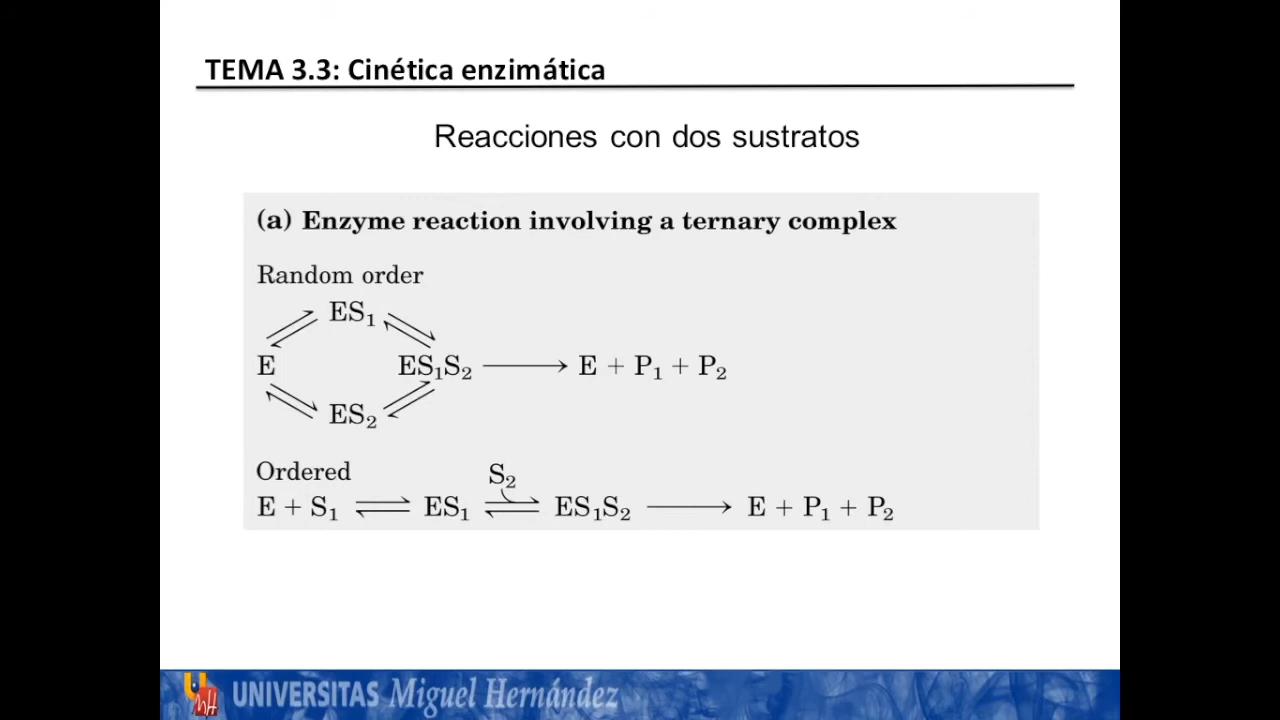 TEMA 3.3: Cinética enzimática
Reacciones con dos sustratos
(a) Enzyme reaction involving a ternary complex
Random order
ES₁
E ES₁S₂ ⟶ E + P₁ + P₂
ES₂
Ordered
S₂
E + S₁ ⇌ ES₁ ⇌ ES₁S₂ ⟶ E + P₁ + P₂
UNIVERSITAS Miguel Hernández